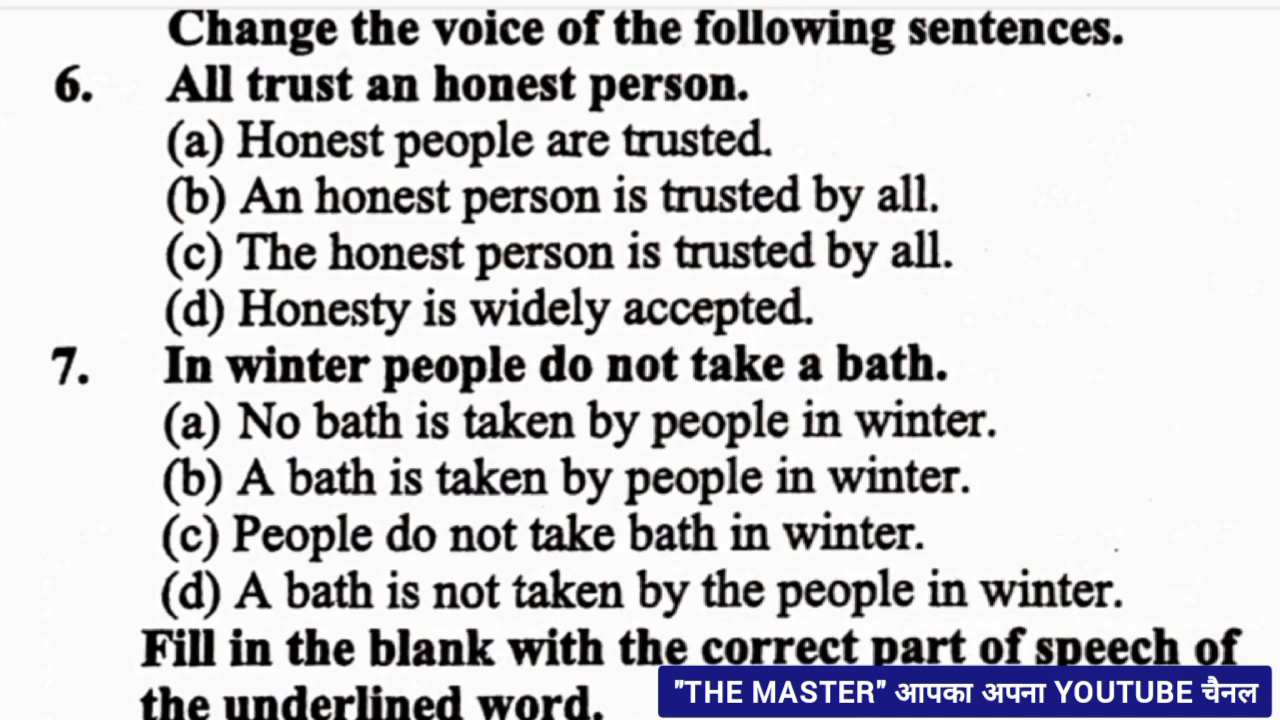 Change the voice of the following sentences.
6. All trust an honest person.
(a) Honest people are trusted.
(b) An honest person is trusted by all.
(c) The honest person is trusted by all.
(d) Honesty is widely accepted.
7. In winter people do not take a bath.
(a) No bath is taken by people in winter.
(b) A bath is taken by people in winter.
(c) People do not take bath in winter.
(d) A bath is not taken by the people in winter.
Fill in the blank with the correct part of speech of
the underlined word.
"THE MASTER" आपका अपना YOUTUBE चैनल